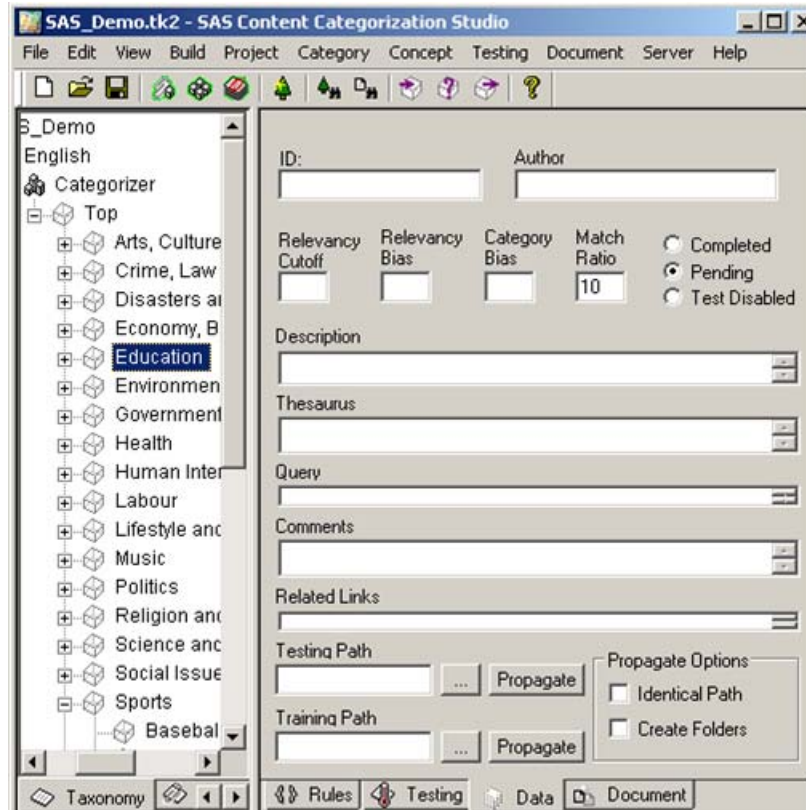 SAS_Demo.tk2 - SAS Content Categorization Studio
File Edit View Build Project Category Concept Testing Document Server Help
S_Demo
English
Categorizer
Top
Arts, Culture
Crime, Law
Disasters a
Economy, B
Education
Environmen
Government
Health
Human Inter
Labour
Lifestyle and
Music
Politics
Religion and
Science and
Social Issue
Sports
Basebal
Taxonomy
ID:
Author
Relevancy Cutoff
Relevancy Bias
Category Bias
Match Ratio
10
Completed
Pending
Test Disabled
Description
Thesaurus
Query
Comments
Related Links
Testing Path
... Propagate
Training Path
... Propagate
Propagate Options
Identical Path
Create Folders
Rules Testing Data Document